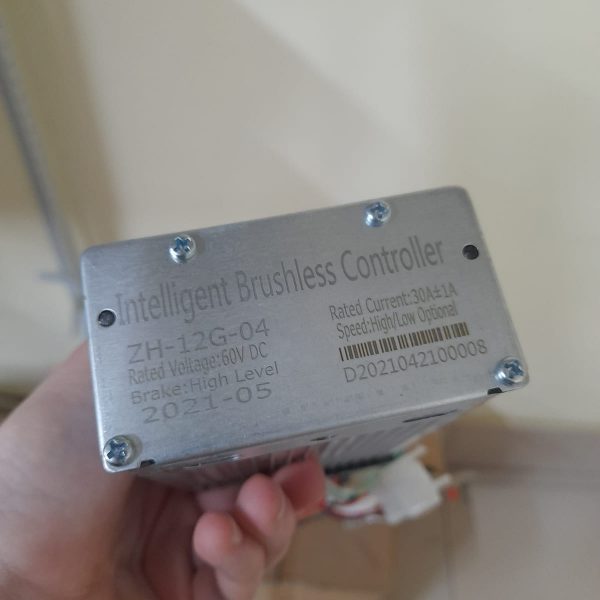 Intelligent Brushless Controller
ZH-12G-04
Rated Voltage:60V DC
Brake:High Level
2021-05
Rated Current:30A±1A
Speed:High/Low Optional
D2021042100008